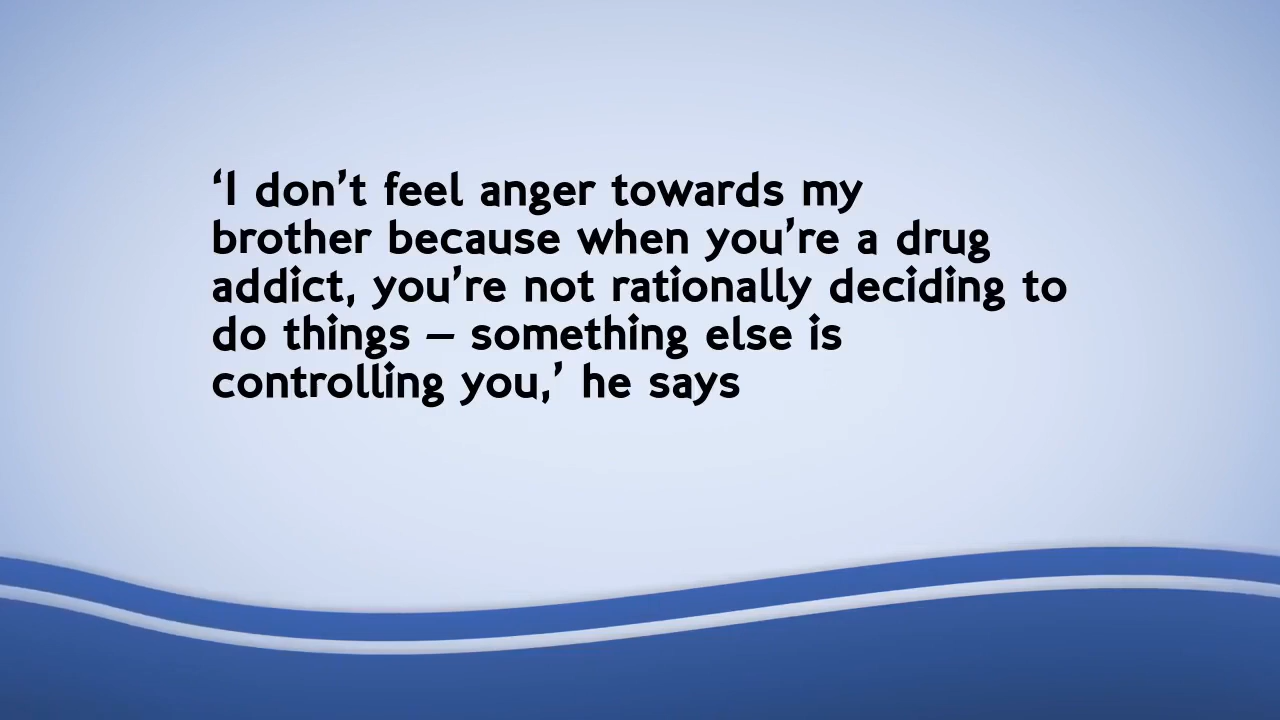 ‘I don’t feel anger towards my
brother because when you’re a drug
addict, you’re not rationally deciding to
do things – something else is
controlling you,’ he says